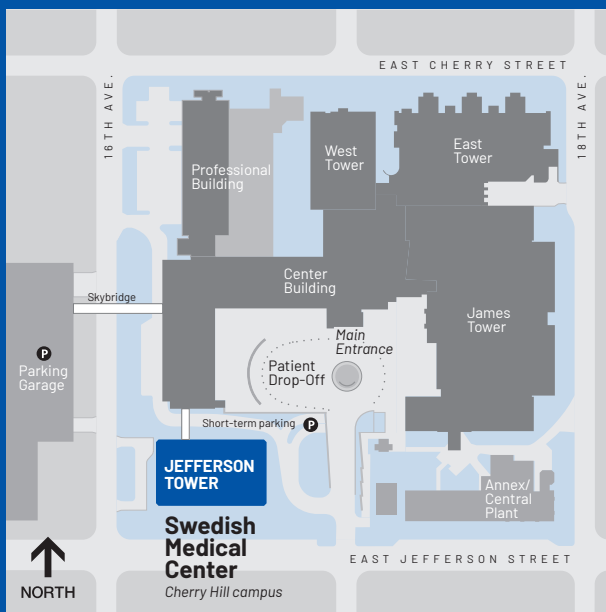 EAST CHERRY STREET
16TH AVE.
18TH AVE.
Professional
Building
West
Tower
East
Tower
Center
Building
Skybridge
James
Tower
Main
Entrance
P
Parking
Garage
Patient
Drop-Off
Short-term parking P
JEFFERSON
TOWER
Annex/
Central
Plant
Swedish
Medical
Center
Cherry Hill campus
EAST JEFFERSON STREET
NORTH